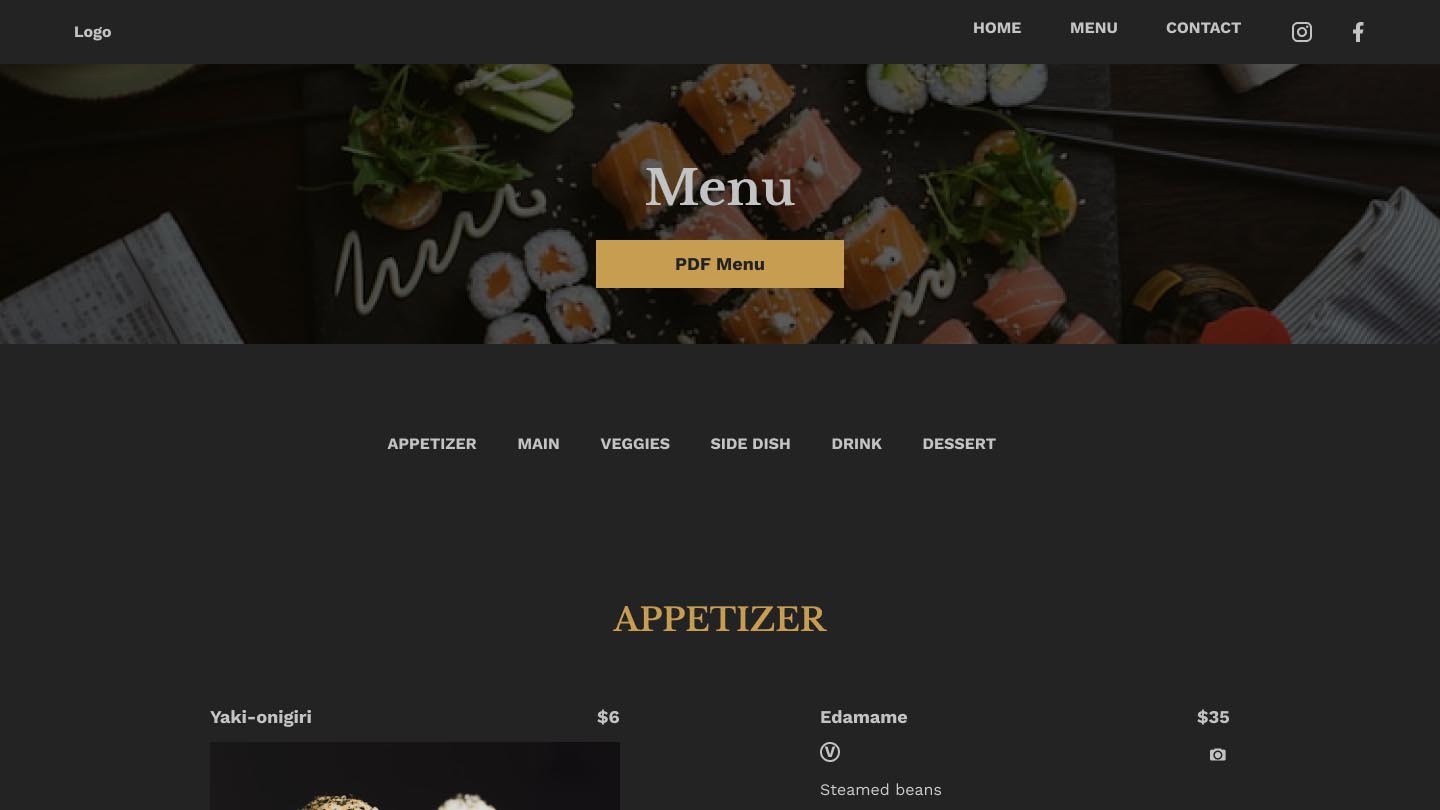 Logo
HOME
MENU
CONTACT
Menu
PDF Menu
APPETIZER
MAIN
VEGGIES
SIDE DISH
DRINK
DESSERT
APPETIZER
Yaki-onigiri
$6
Edamame
$35
V
Steamed beans